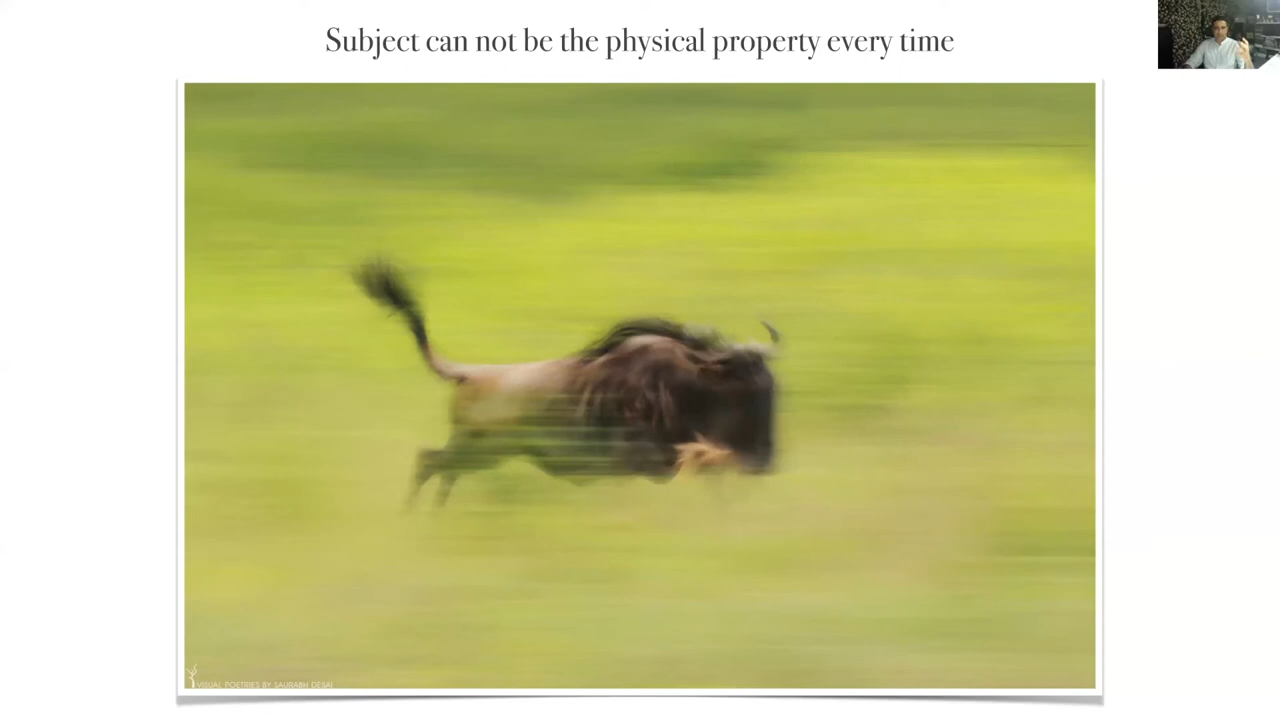 Subject can not be the physical property every time
VISUAL POETRIES BY SAURABH DESAI